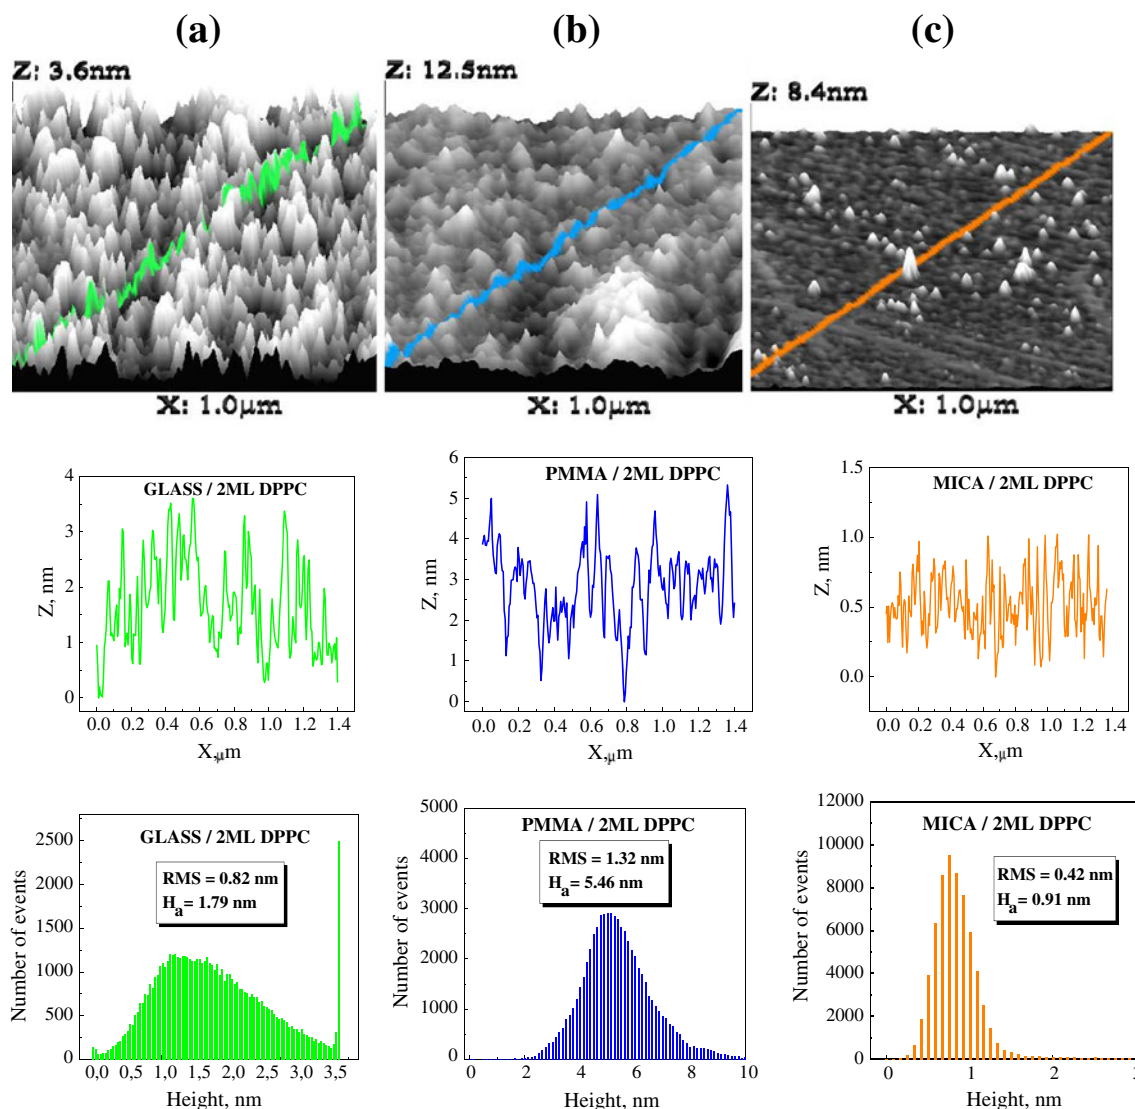 (a)
(b)
(c)
Z: 3.6nm
Z: 12.5nm
Z: 8.4nm
X: 1.0µm
X: 1.0µm
X: 1.0µm
GLASS / 2ML DPPC
4
3
2
1
0
Z, nm
0.0 0.2 0.4 0.6 0.8 1.0 1.2 1.4
X,µm
PMMA / 2ML DPPC
6
5
4
3
2
1
0
Z, nm
0.0 0.2 0.4 0.6 0.8 1.0 1.2 1.4
X,µm
MICA / 2ML DPPC
1.5
1.0
0.5
0.0
Z, nm
0.0 0.2 0.4 0.6 0.8 1.0 1.2 1.4
X,µm
GLASS / 2ML DPPC
RMS = 0.82 nm
Ha= 1.79 nm
2500
2000
1500
1000
500
0
Number of events
0,0 0,5 1,0 1,5 2,0 2,5 3,0 3,5
Height, nm
PMMA / 2ML DPPC
RMS = 1.32 nm
Ha= 5.46 nm
5000
4000
3000
2000
1000
0
Number of events
0 2 4 6 8 10
Height, nm
MICA / 2ML DPPC
RMS = 0.42 nm
Ha= 0.91 nm
12000
10000
8000
6000
4000
2000
0
Number of events
0 1 2 3
Height, nm